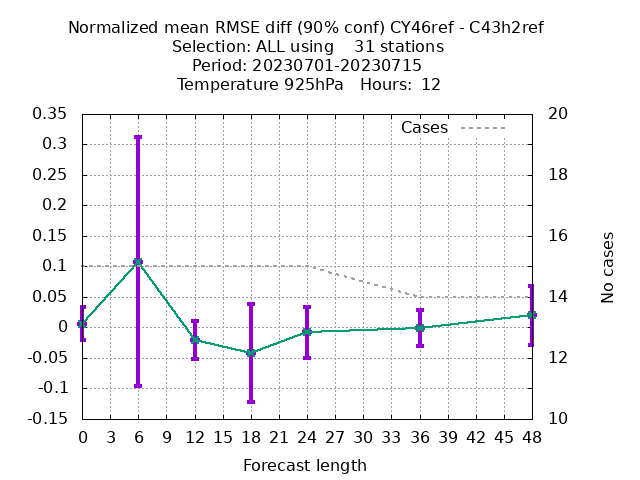 Normalized mean RMSE diff (90% conf) CY46ref - C43h2ref
Selection: ALL using    31 stations
Period: 20230701-20230715
Temperature 925hPa   Hours:  12
0.35
0.3
0.25
0.2
0.15
0.1
0.05
0
-0.05
-0.1
-0.15
Cases
20
18
16
14
12
10
No cases
0 3 6 9 12 15 18 21 24 27 30 33 36 39 42 45 48
Forecast length